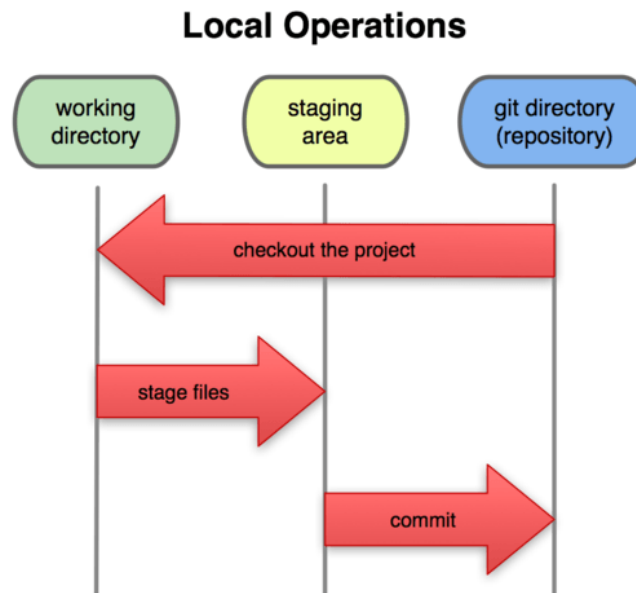 Local Operations
working
directory
staging
area
git directory
(repository)
checkout the project
stage files
commit